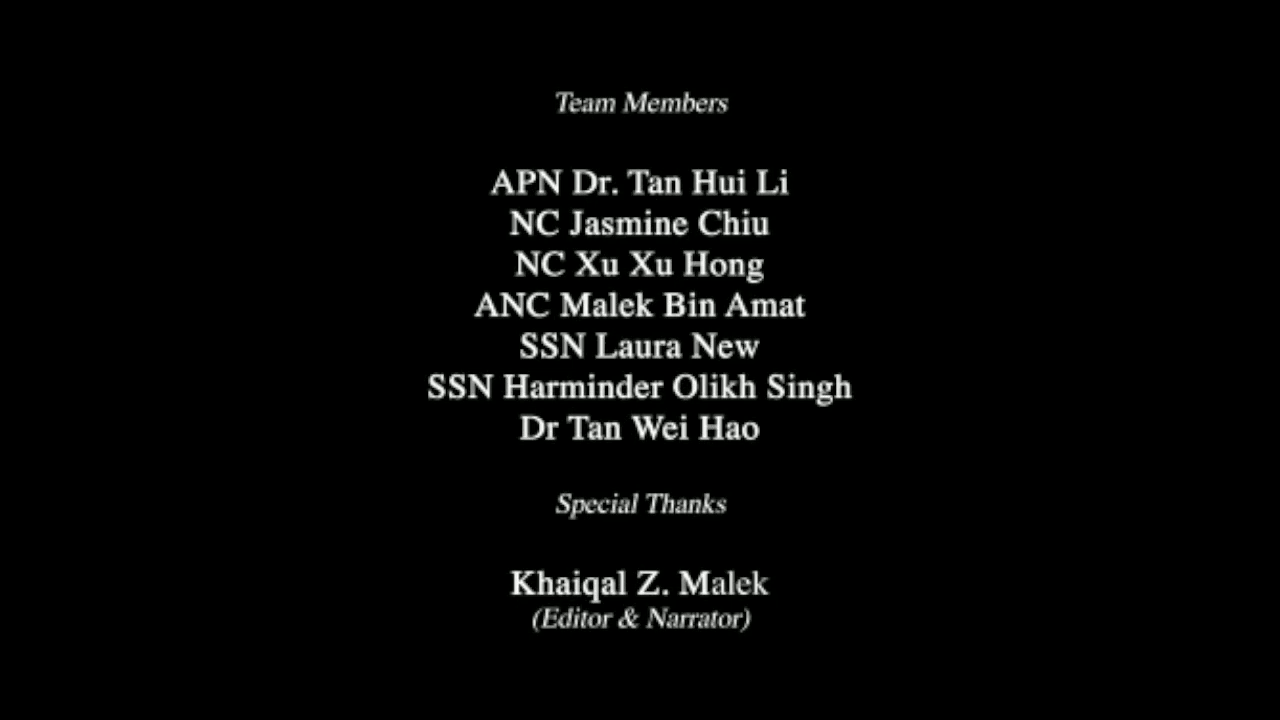 Team Members
APN Dr. Tan Hui Li
NC Jasmine Chiu
NC Xu Xu Hong
ANC Malek Bin Amat
SSN Laura New
SSN Harminder Olikh Singh
Dr Tan Wei Hao
Special Thanks
Khaiqal Z. Malek
(Editor & Narrator)